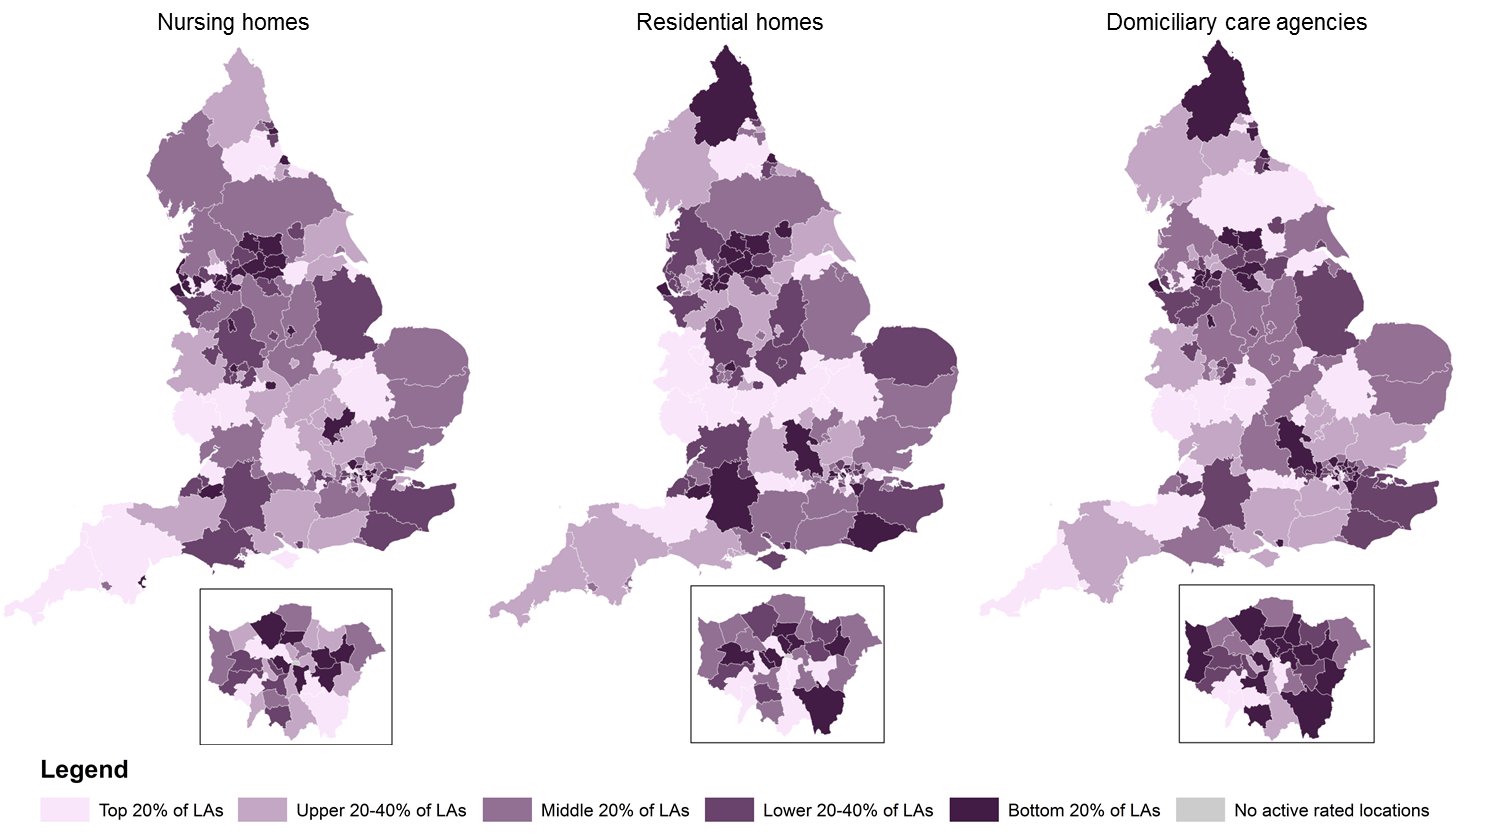 Nursing homes
Residential homes
Domiciliary care agencies
Legend
Top 20% of LAs
Upper 20-40% of LAs
Middle 20% of LAs
Lower 20-40% of LAs
Bottom 20% of LAs
No active rated locations